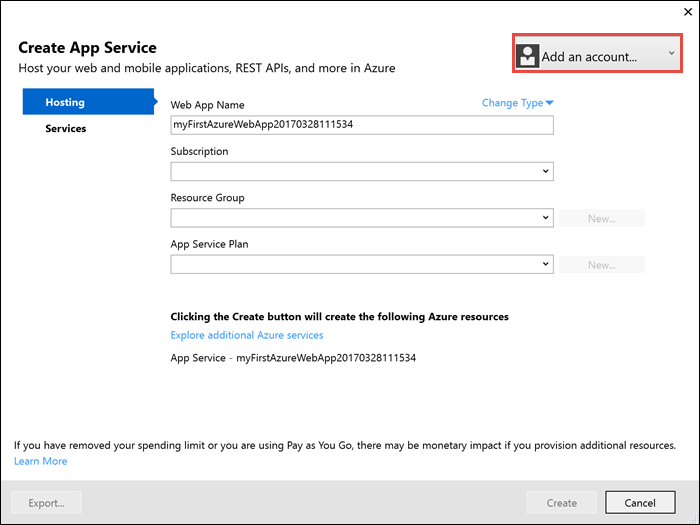 Create App Service
Add an account...
Host your web and mobile applications, REST APIs, and more in Azure
Hosting
Services
Web App Name
Change Type
myFirstAzureWebApp20170328111534
Subscription
Resource Group
New...
App Service Plan
New...
Clicking the Create button will create the following Azure resources
Explore additional Azure services
App Service - myFirstAzureWebApp20170328111534
If you have removed your spending limit or you are using Pay as You Go, there may be monetary impact if you provision additional resources.
Learn More
Export...
Create
Cancel